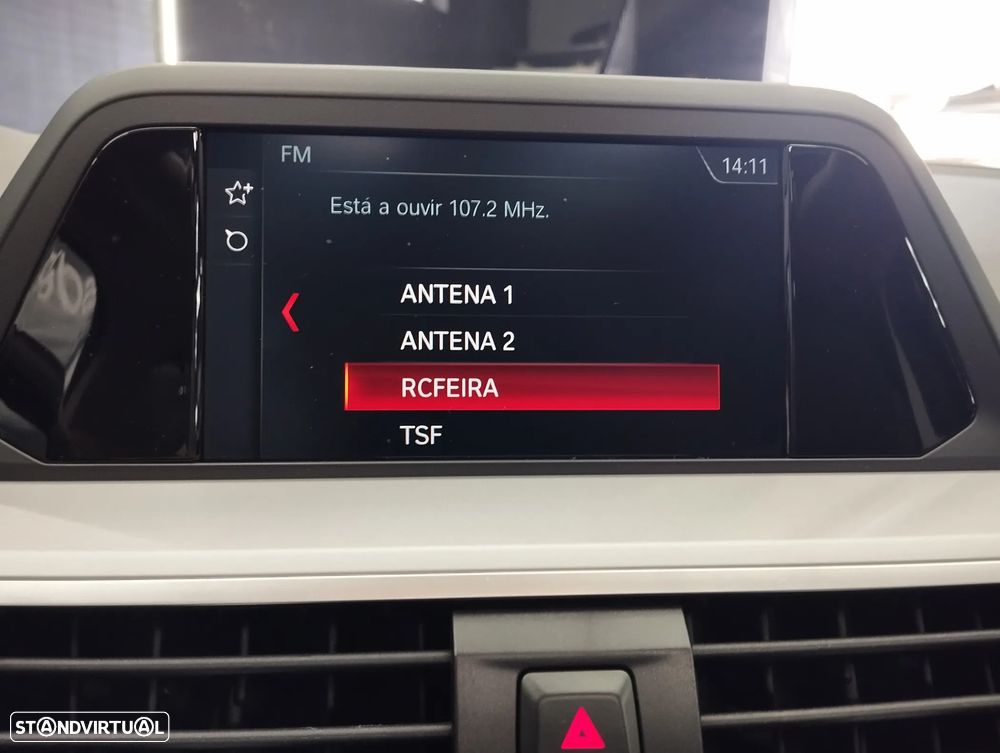 FM
14:11
Está a ouvir 107.2 MHz.
ANTENA 1
ANTENA 2
RCFEIRA
TSF
STANDVIRTUAL